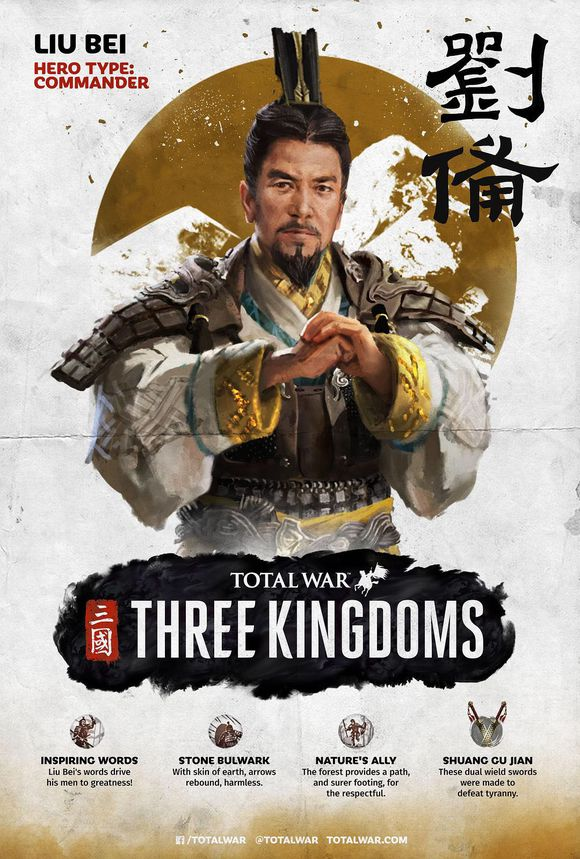 LIU BEI
HERO TYPE:
COMMANDER
劉
備
TOTAL WAR
三國
THREE KINGDOMS
INSPIRING WORDS
Liu Bei's words drive
his men to greatness!
STONE BULWARK
With skin of earth, arrows
rebound, harmless.
NATURE'S ALLY
The forest provides a path,
and surer footing, for
the respectful.
SHUANG GU JIAN
These dual wield swords
were made to
defeat tyranny.
/TOTALWAR @TOTALWAR TOTALWAR.COM